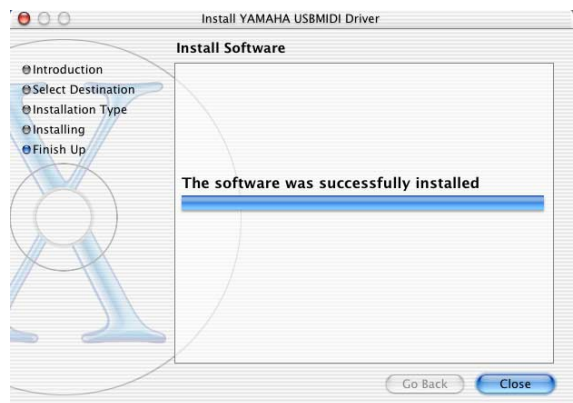 Install YAMAHA USBMIDI Driver
Install Software
Introduction
Select Destination
Installation Type
Installing
Finish Up
The software was successfully installed
Go Back
Close